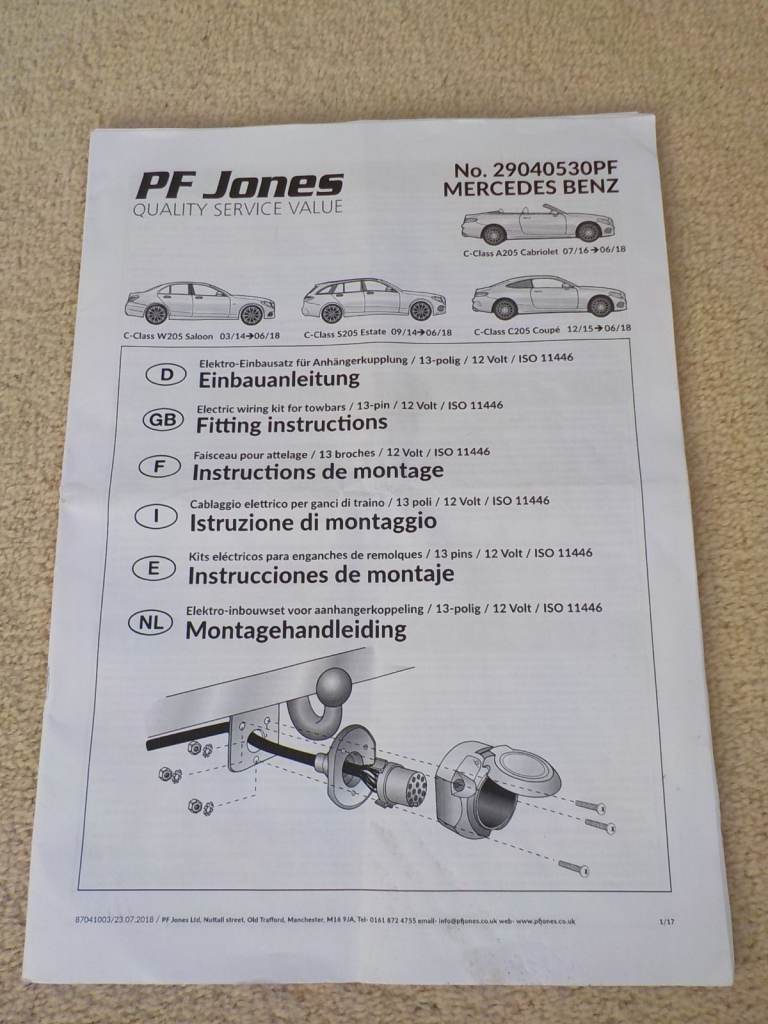 PF Jones
QUALITY SERVICE VALUE
No. 29040530PF
MERCEDES BENZ
C-Class A205 Cabriolet 07/16➔06/18
C-Class W205 Saloon 03/14➔06/18
C-Class S205 Estate 09/14➔06/18
C-Class C205 Coupé 12/15➔06/18
D
Elektro-Einbausatz für Anhängerkupplung / 13-polig / 12 Volt / ISO 11446
Einbauanleitung
GB
Electric wiring kit for towbars / 13-pin / 12 Volt / ISO 11446
Fitting instructions
F
Faisceau pour attelage / 13 broches / 12 Volt / ISO 11446
Instructions de montage
I
Cablaggio elettrico per ganci di traino / 13 poli / 12 Volt / ISO 11446
Istruzione di montaggio
E
Kits eléctricos para enganches de remolques / 13 pins / 12 Volt / ISO 11446
Instrucciones de montaje
NL
Elektro-inbouwset voor aanhangerkoppeling / 13-polig / 12 Volt / ISO 11446
Montagehandleiding
87041003/23.07.2018 / PF Jones Ltd, Nuttall street, Old Trafford, Manchester, M16 9JA, Tel- 0161 872 4755 email- info@pfjones.co.uk web- www.pfjones.co.uk
1/17